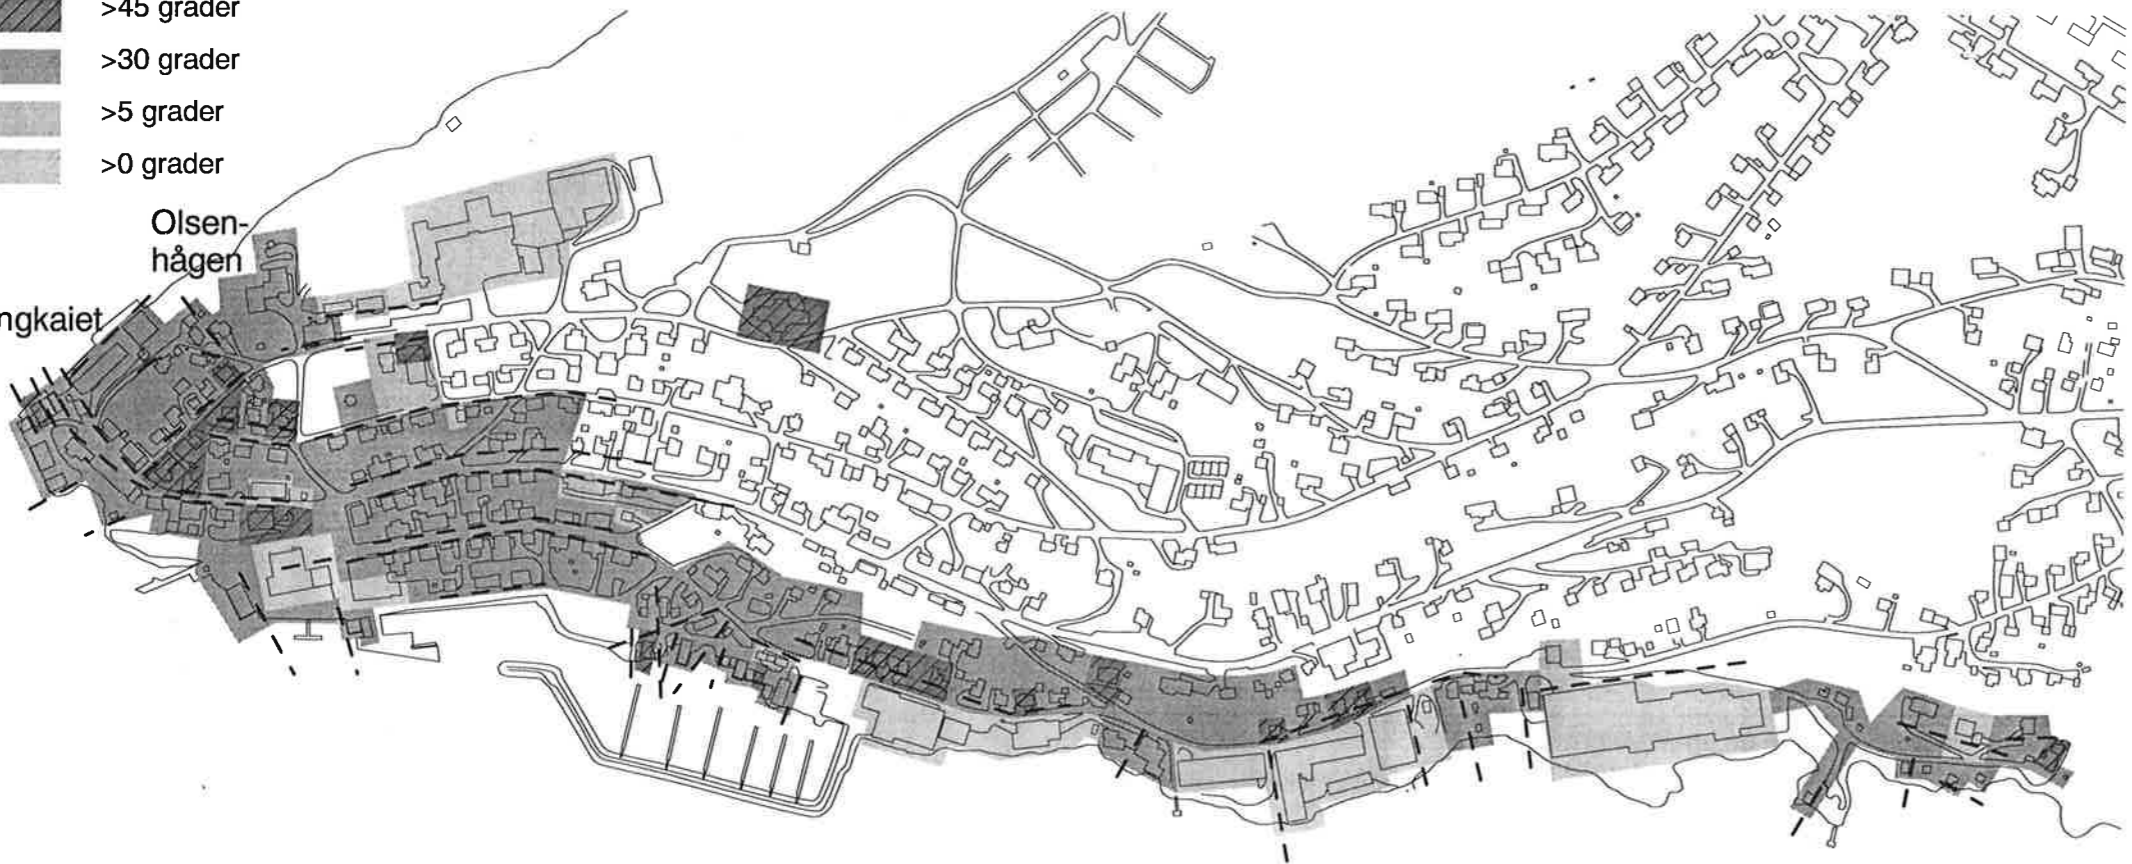 >45 grader
>30 grader
>5 grader
>0 grader
Olsen-
hågen
ngkaiet